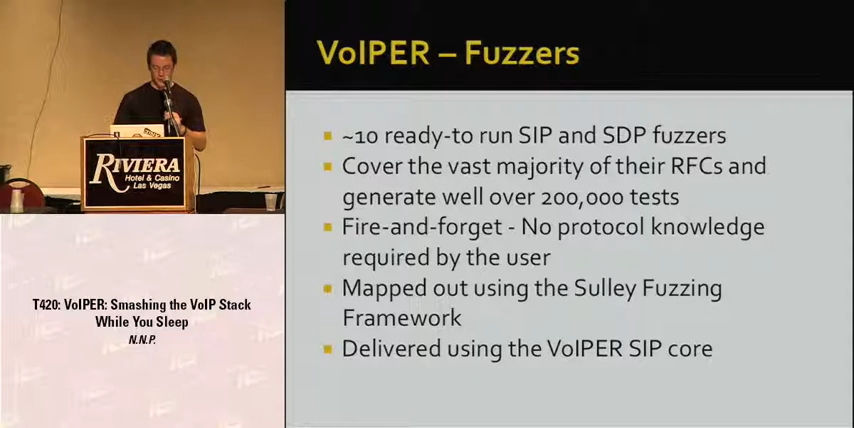 RIVIERA
Hotel & Casino
Las Vegas
T420: VoIPER: Smashing the VoIP Stack
While You Sleep
N.N.P.
VoIPER – Fuzzers
~10 ready-to run SIP and SDP fuzzers
Cover the vast majority of their RFCs and
generate well over 200,000 tests
Fire-and-forget - No protocol knowledge
required by the user
Mapped out using the Sulley Fuzzing
Framework
Delivered using the VoIPER SIP core